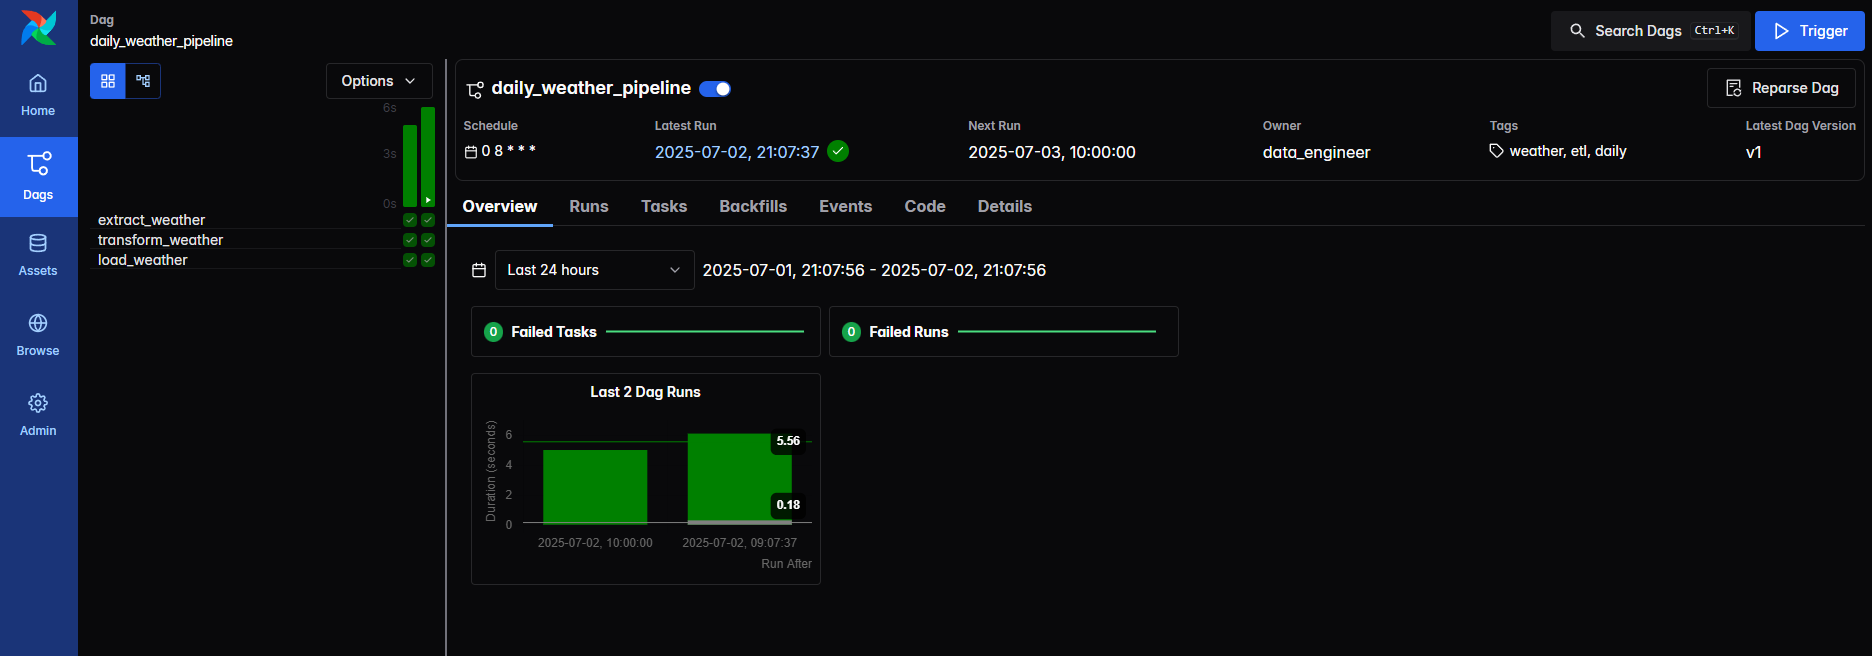 Dag
daily_weather_pipeline
Search Dags Ctrl+K
Trigger
Home
Dags
Assets
Browse
Admin
Options
6s
3s
0s
extract_weather
transform_weather
load_weather
daily_weather_pipeline
Reparse Dag
Schedule
0 8 * * *
Latest Run
2025-07-02, 21:07:37
Next Run
2025-07-03, 10:00:00
Owner
data_engineer
Tags
weather, etl, daily
Latest Dag Version
v1
Overview Runs Tasks Backfills Events Code Details
Last 24 hours
2025-07-01, 21:07:56 - 2025-07-02, 21:07:56
0 Failed Tasks
0 Failed Runs
Last 2 Dag Runs
Duration (seconds)
6
4
2
0
5.56
0.18
2025-07-02, 10:00:00
2025-07-02, 09:07:37
Run After